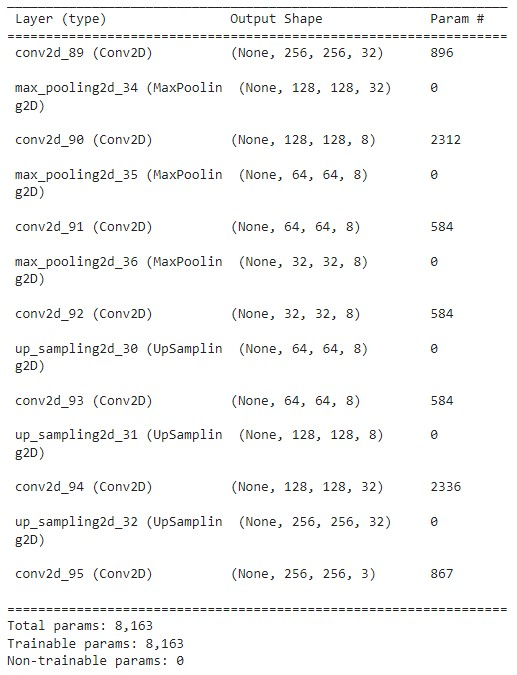 Layer (type) Output Shape Param #
conv2d_89 (Conv2D) (None, 256, 256, 32) 896
max_pooling2d_34 (MaxPoolin (None, 128, 128, 32) 0
g2D)
conv2d_90 (Conv2D) (None, 128, 128, 8) 2312
max_pooling2d_35 (MaxPoolin (None, 64, 64, 8) 0
g2D)
conv2d_91 (Conv2D) (None, 64, 64, 8) 584
max_pooling2d_36 (MaxPoolin (None, 32, 32, 8) 0
g2D)
conv2d_92 (Conv2D) (None, 32, 32, 8) 584
up_sampling2d_30 (UpSamplin (None, 64, 64, 8) 0
g2D)
conv2d_93 (Conv2D) (None, 64, 64, 8) 584
up_sampling2d_31 (UpSamplin (None, 128, 128, 8) 0
g2D)
conv2d_94 (Conv2D) (None, 128, 128, 32) 2336
up_sampling2d_32 (UpSamplin (None, 256, 256, 32) 0
g2D)
conv2d_95 (Conv2D) (None, 256, 256, 3) 867
Total params: 8,163
Trainable params: 8,163
Non-trainable params: 0